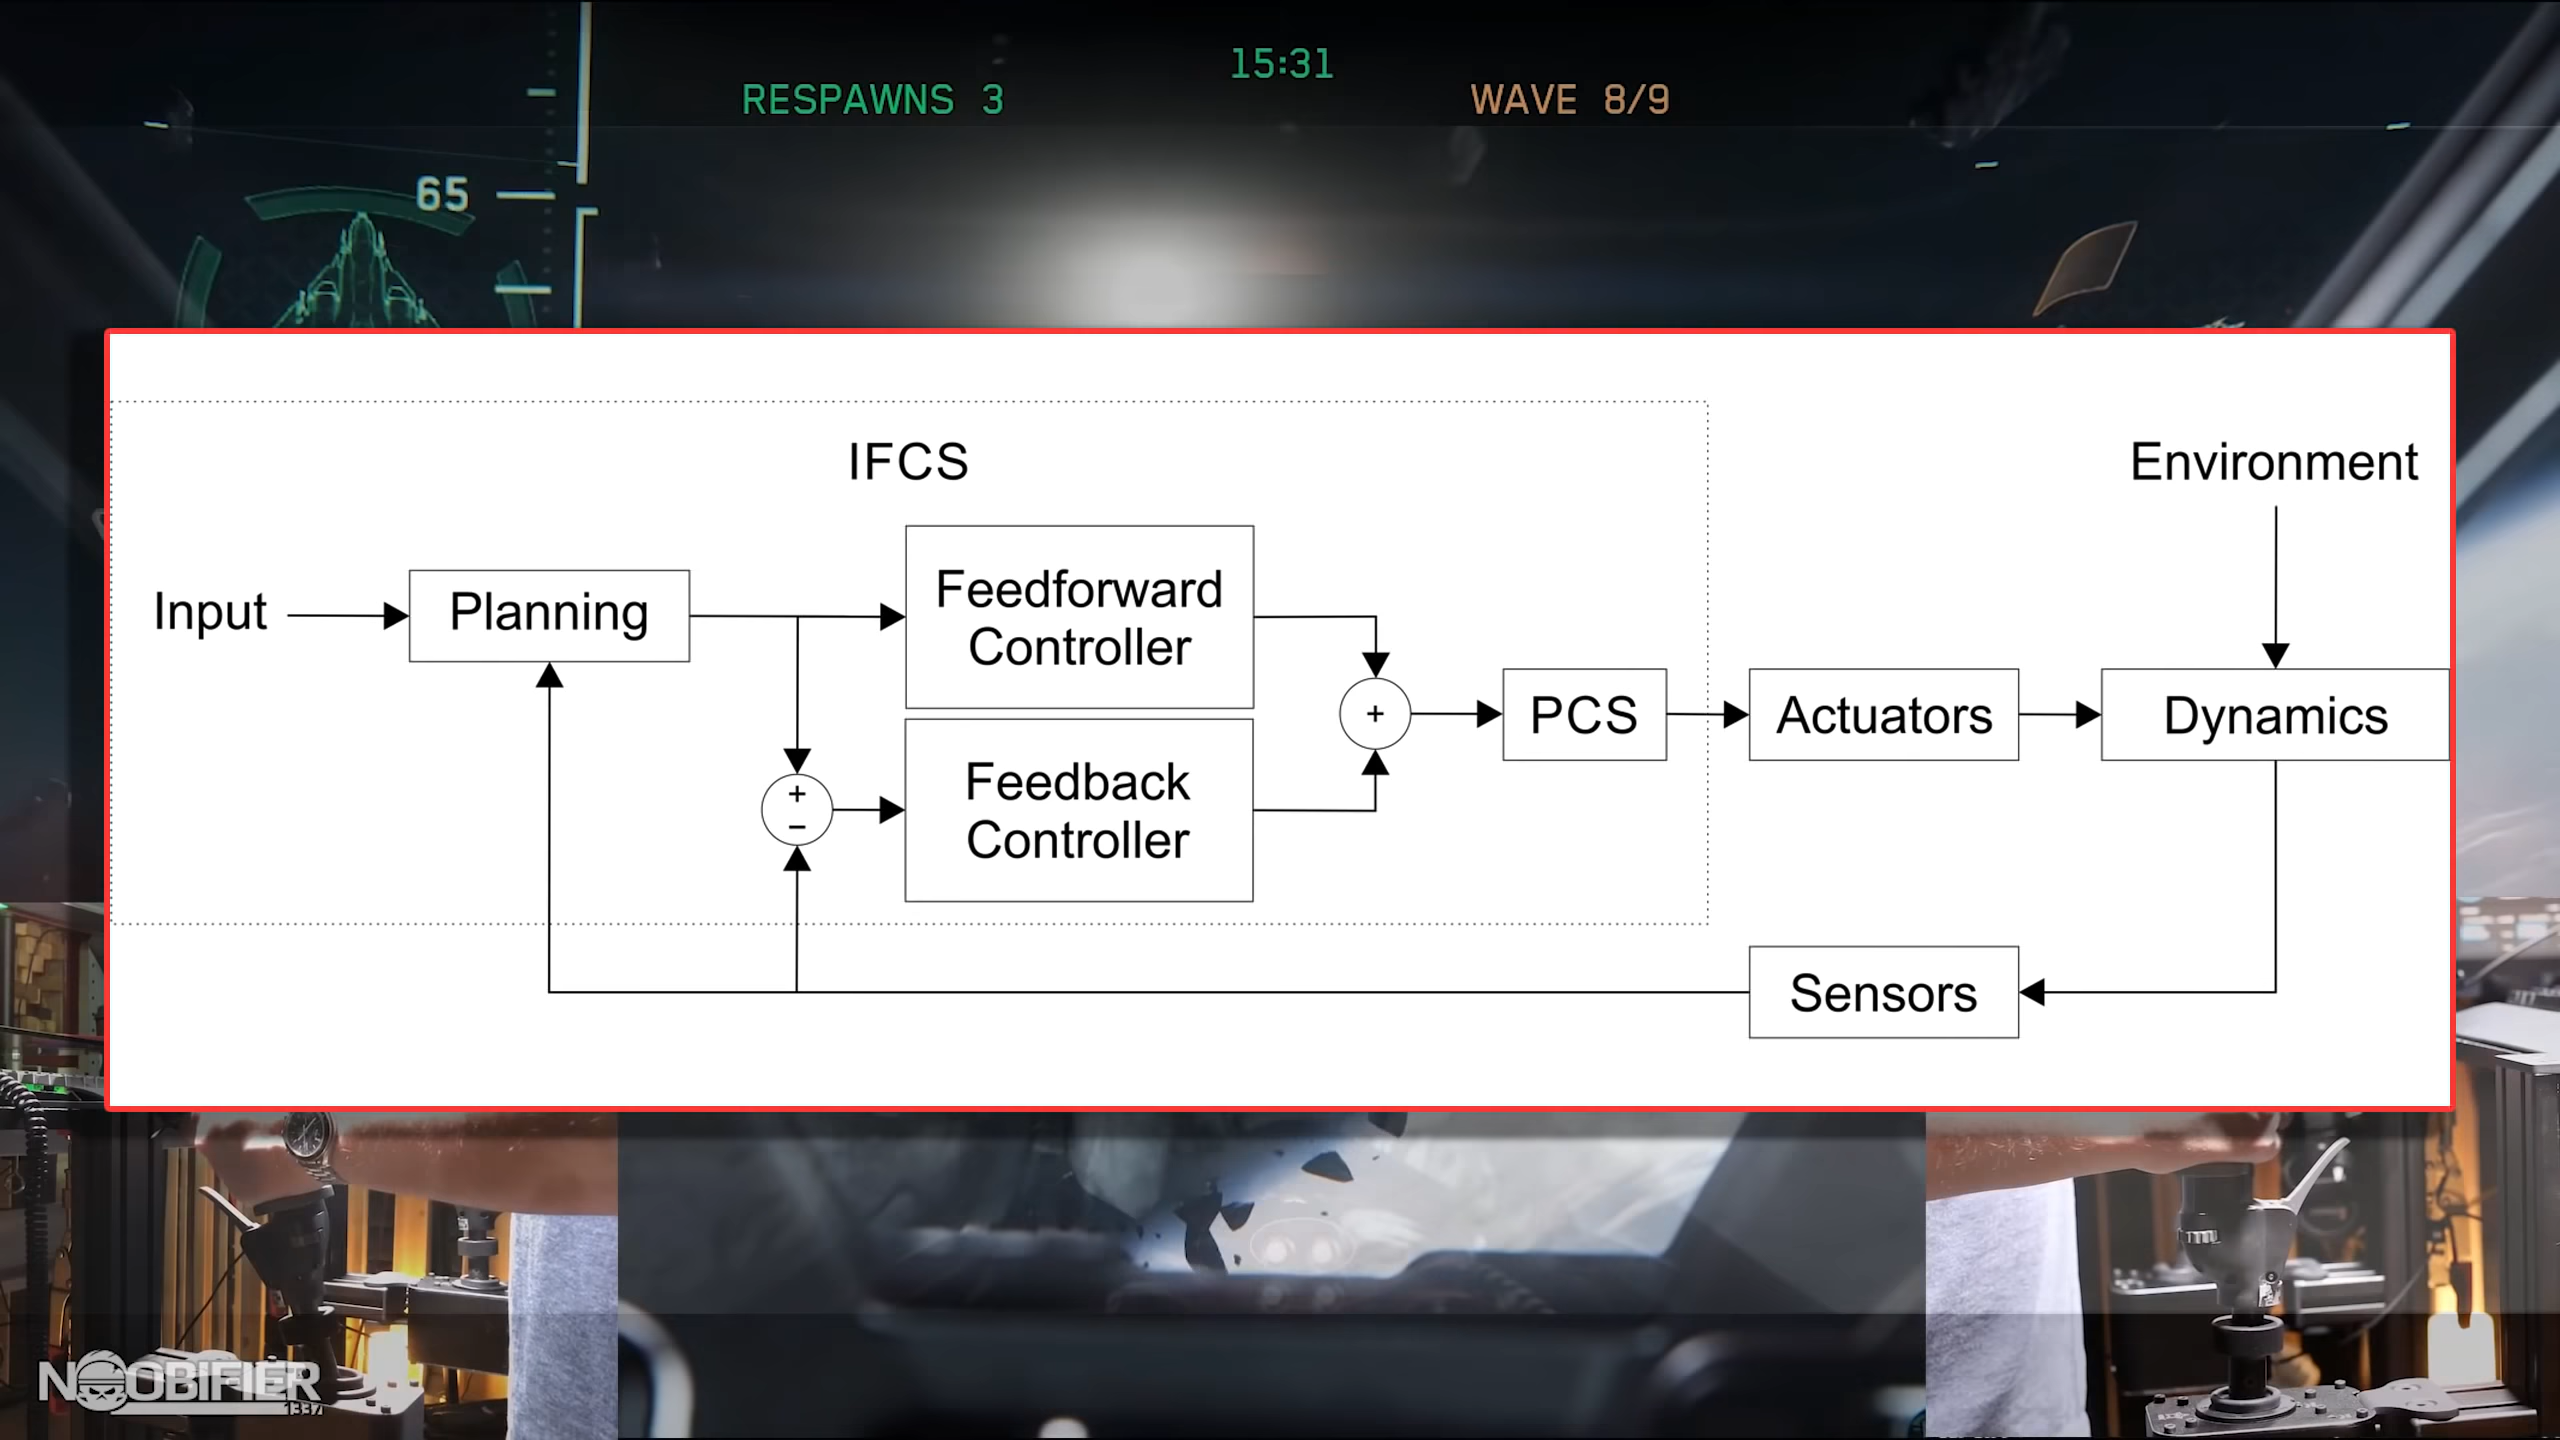 15:31
RESPAWNS 3
WAVE 8/9
65
IFCS
Environment
Input
Planning
Feedforward
Controller
+
PCS
Actuators
Dynamics
Feedback
Controller
+
−
Sensors
NOOBIFIER
1337